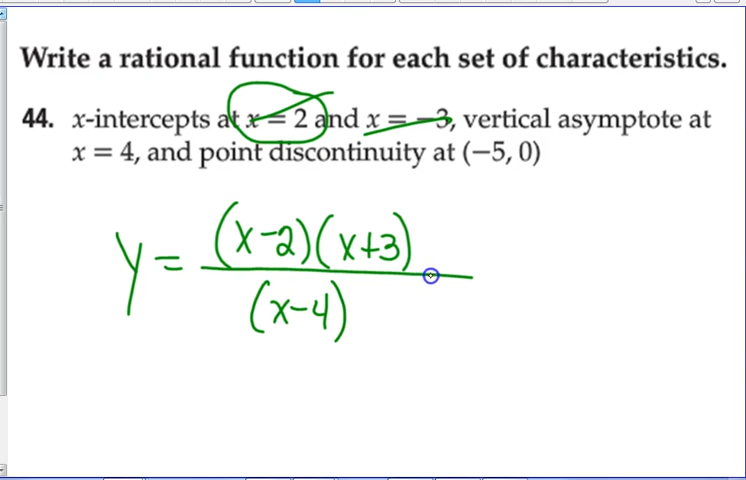 Write a rational function for each set of characteristics.
44. x-intercepts at x = 2 and x = −3, vertical asymptote at
x = 4, and point discontinuity at (−5, 0)
y = (x-2)(x+3)
(x-4)